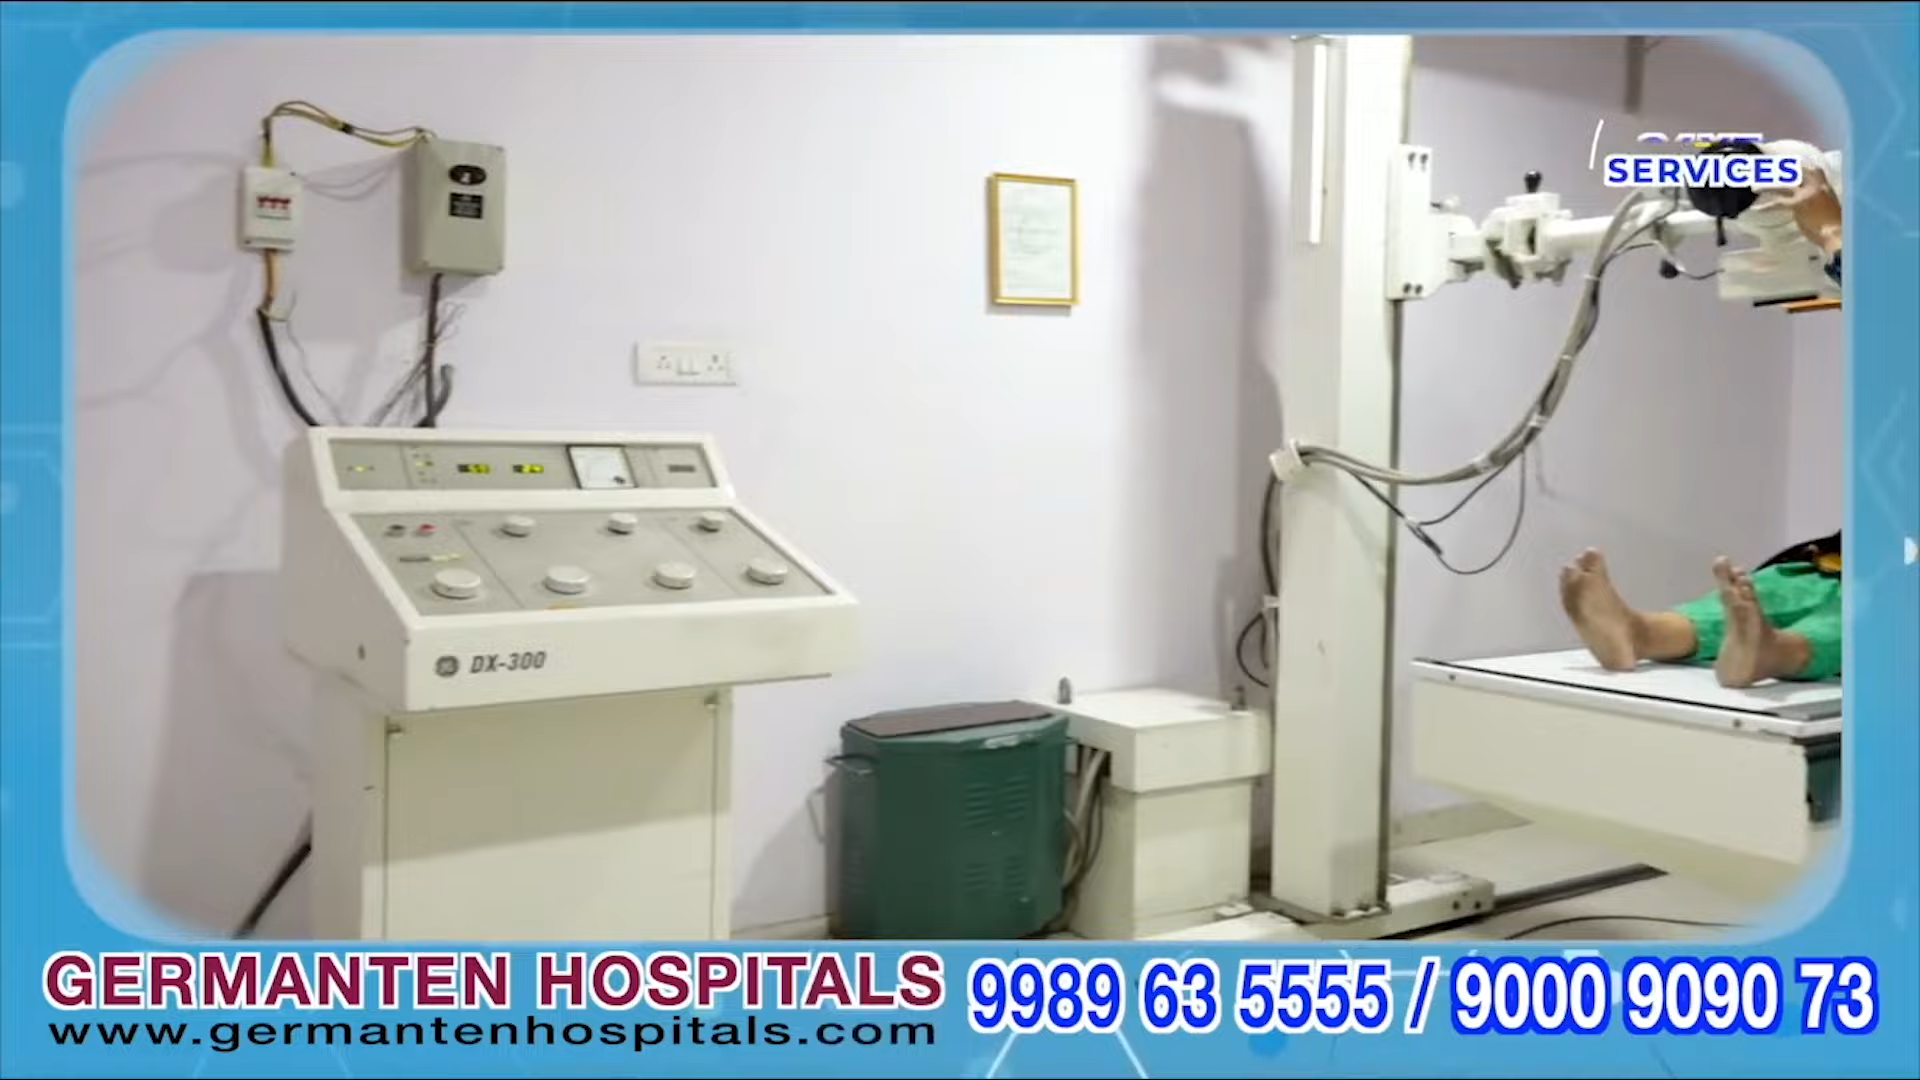 SERVICES
DX-300
GERMANTEN HOSPITALS
www.germantenhospitals.com
9989 63 5555 / 9000 9090 73